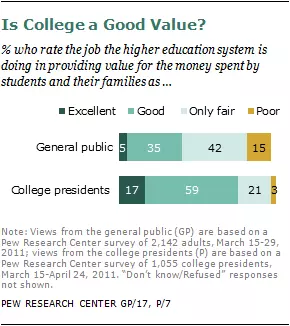 Is College a Good Value?
% who rate the job the higher education system is
doing in providing value for the money spent by
students and their families as ...
Excellent Good Only fair Poor
General public 5 35 42 15
College presidents 17 59 21 3
Note: Views from the general public (GP) are based on a
Pew Research Center survey of 2,142 adults, March 15-29,
2011; views from the college presidents (P) are based on a
Pew Research Center survey of 1,055 college presidents,
March 15-April 24, 2011. “Don’t know/Refused” responses
not shown.
PEW RESEARCH CENTER GP/17, P/7